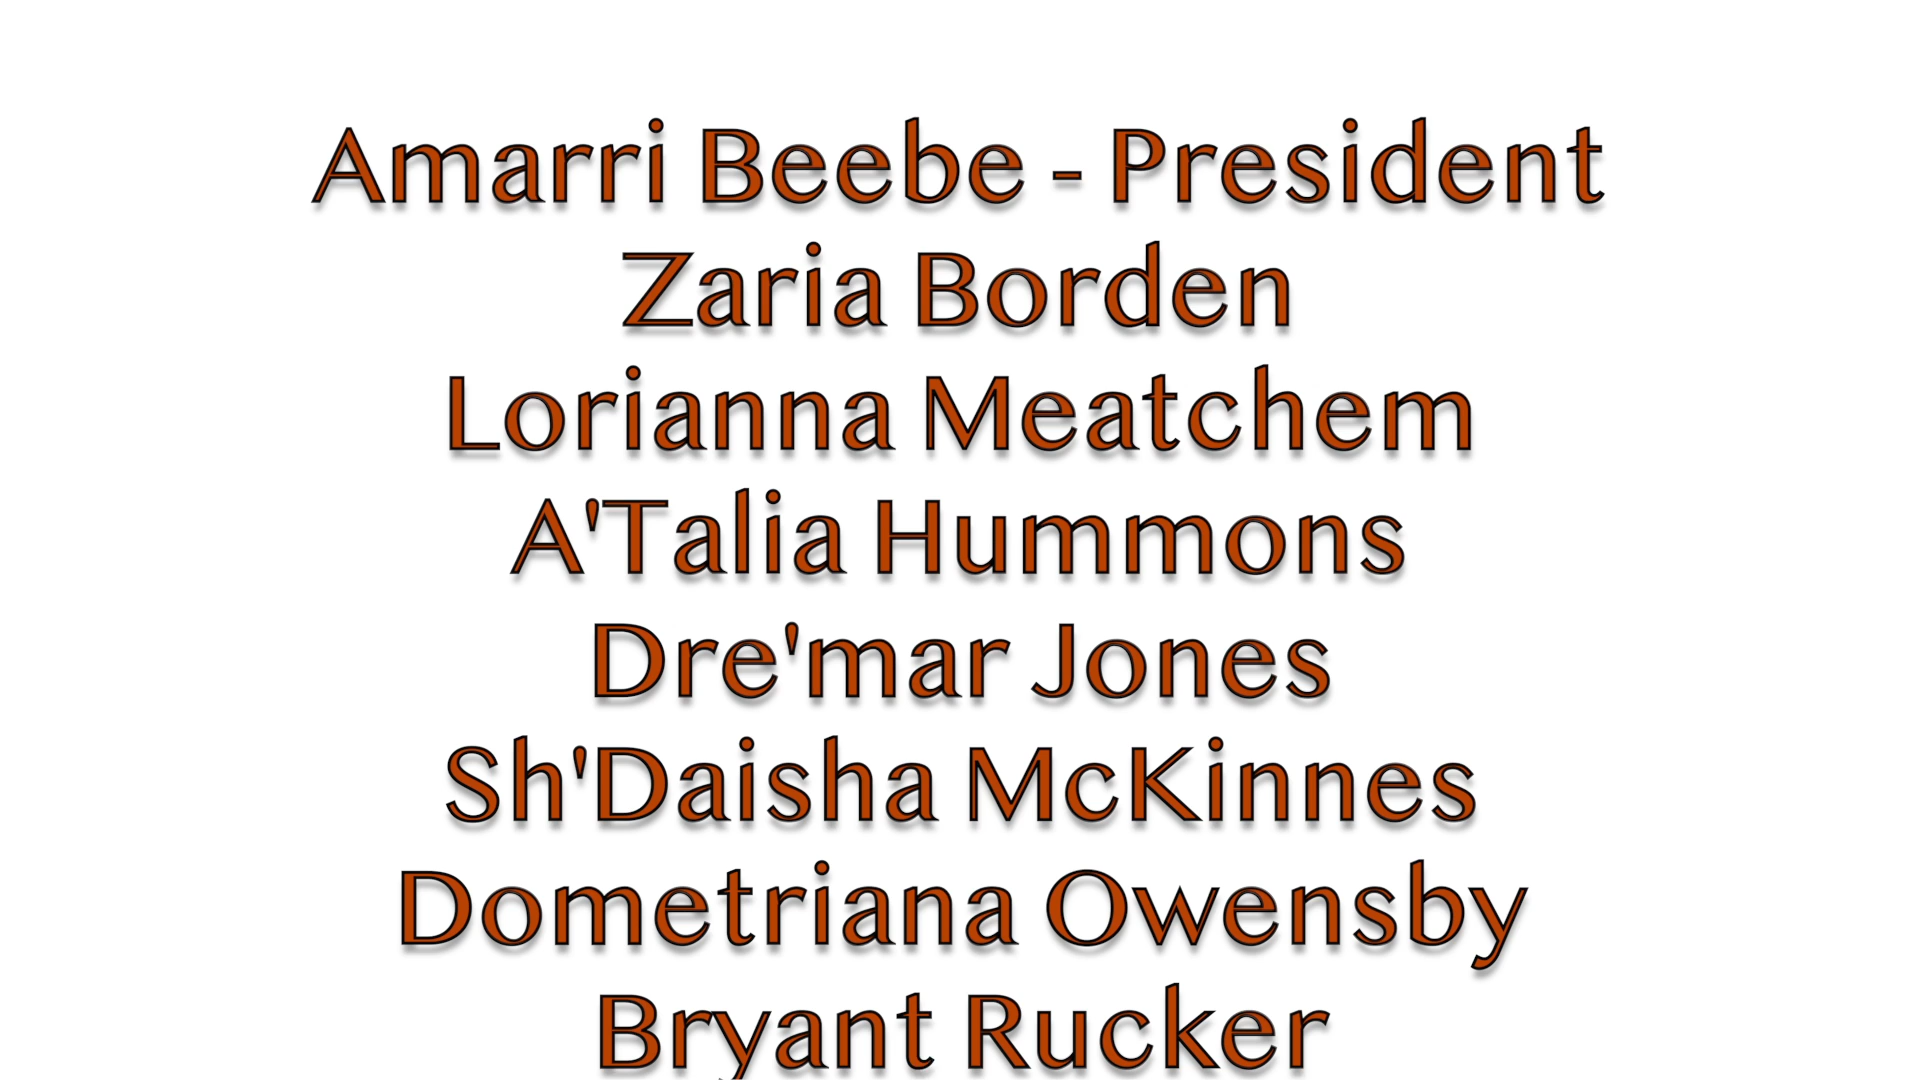 Amarri Beebe - President
Zaria Borden
Lorianna Meatchem
A'Talia Hummons
Dre'mar Jones
Sh'Daisha McKinnes
Dometriana Owensby
Bryant Rucker